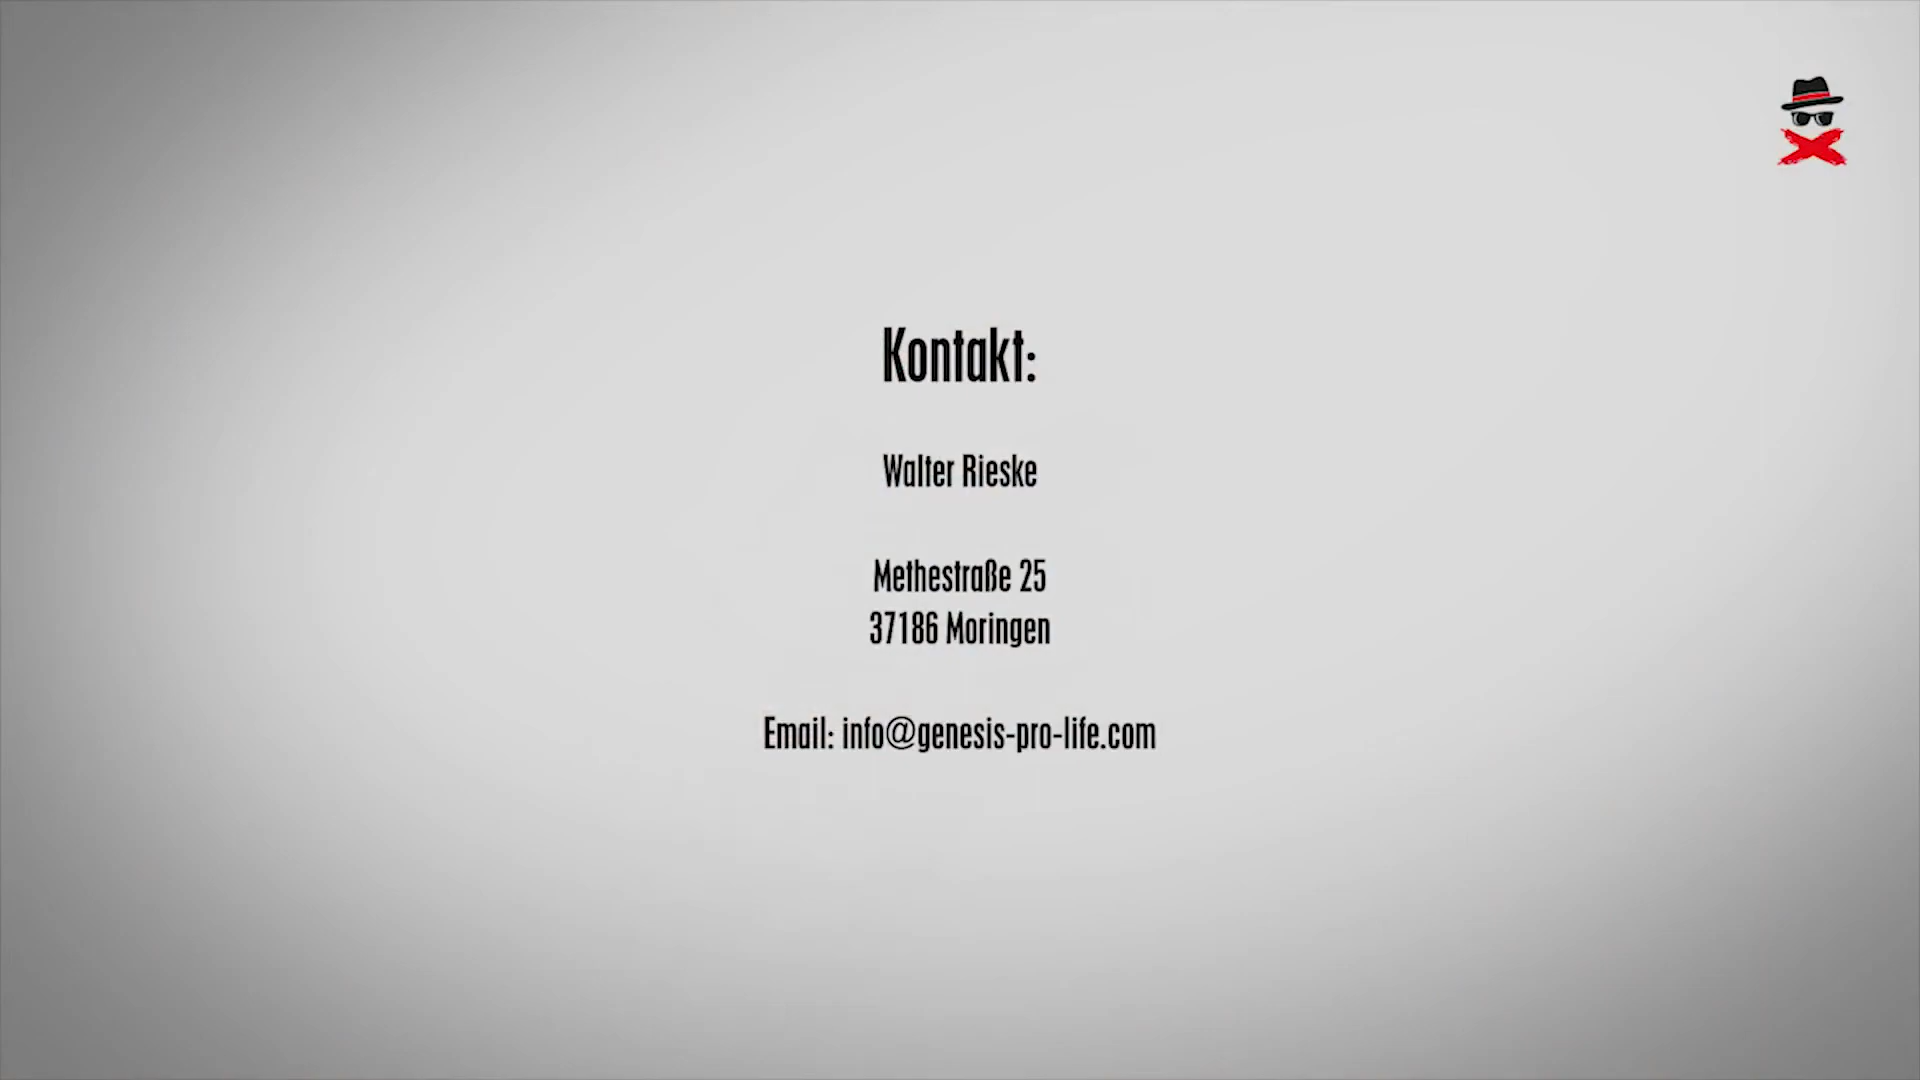 Kontakt:
Walter Rieske
Methestraße 25
37186 Moringen
Email: info@genesis-pro-life.com